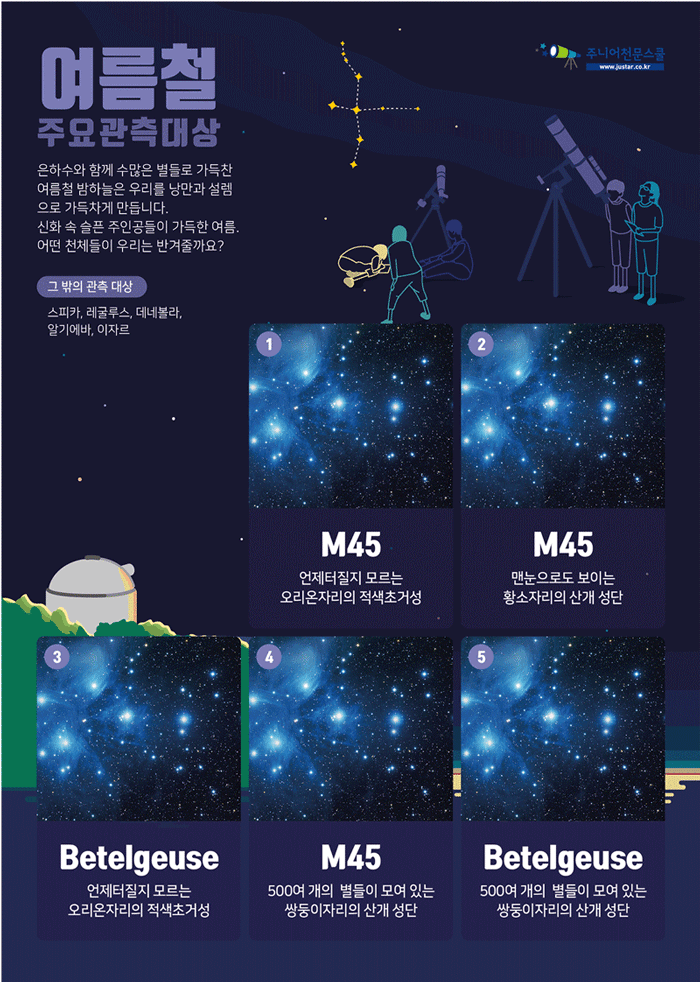 여름철
주요관측대상
은하수와 함께 수많은 별들로 가득찬
여름철 밤하늘은 우리를 낭만과 설렘
으로 가득차게 만듭니다.
신화 속 슬픈 주인공들이 가득한 여름.
어떤 천체들이 우리는 반겨줄까요?
그 밖의 관측 대상
스피카, 레굴루스, 데네볼라,
알기에바, 이자르
주니어천문스쿨
www.justar.co.kr
1
M45
언제터질지 모르는
오리온자리의 적색초거성
2
M45
맨눈으로도 보이는
황소자리의 산개 성단
3
Betelgeuse
언제터질지 모르는
오리온자리의 적색초거성
4
M45
500여 개의 별들이 모여 있는
쌍둥이자리의 산개 성단
5
Betelgeuse
500여 개의 별들이 모여 있는
쌍둥이자리의 산개 성단